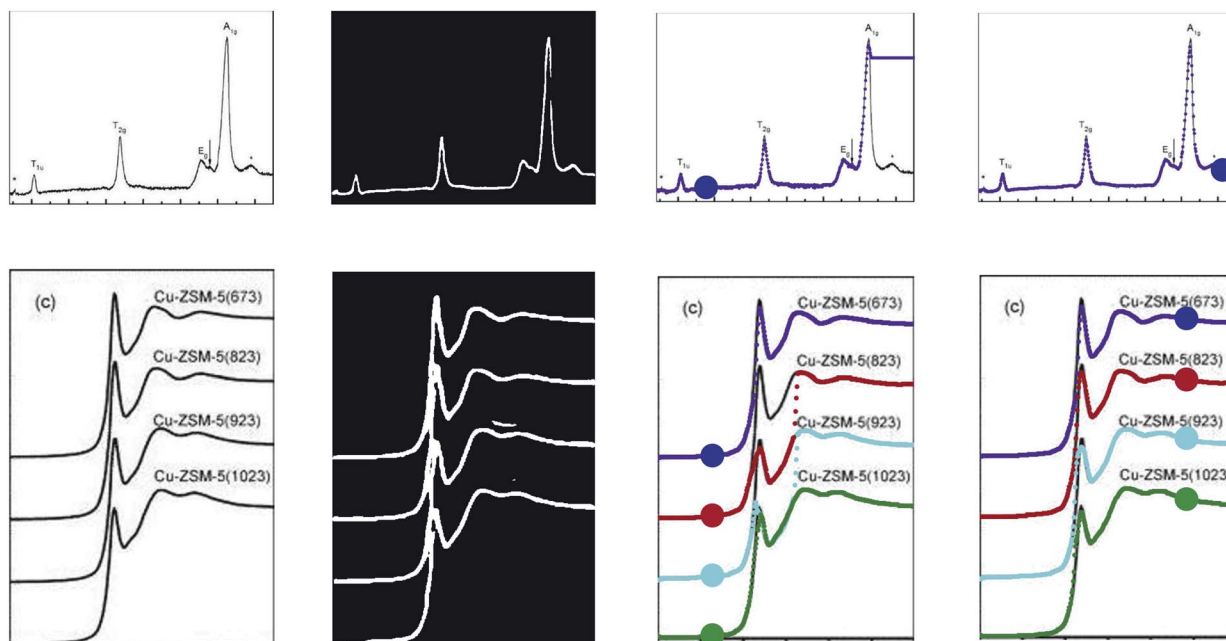 A1g
T2g
Eg
T1u
*
*
A1g
T2g
Eg
T1u
*
*
A1g
T2g
Eg
T1u
*
*
(c)
Cu-ZSM-5(673)
Cu-ZSM-5(823)
Cu-ZSM-5(923)
Cu-ZSM-5(1023)
(c)
Cu-ZSM-5(673)
Cu-ZSM-5(823)
Cu-ZSM-5(923)
Cu-ZSM-5(1023)
(c)
Cu-ZSM-5(673)
Cu-ZSM-5(823)
Cu-ZSM-5(923)
Cu-ZSM-5(1023)